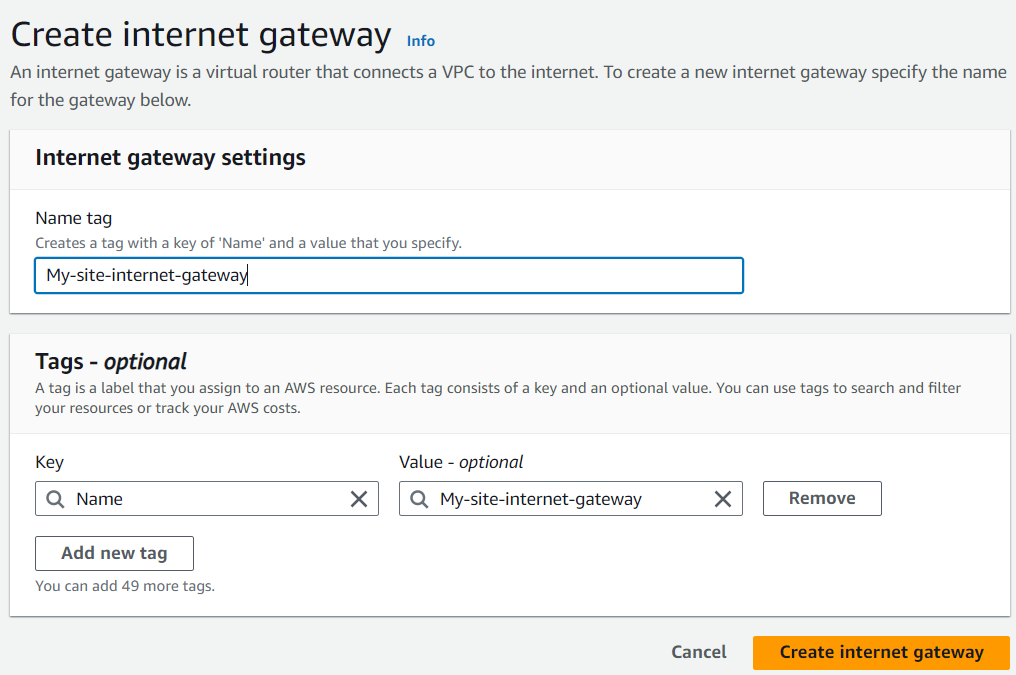 Create internet gateway Info
An internet gateway is a virtual router that connects a VPC to the internet. To create a new internet gateway specify the name
for the gateway below.
Internet gateway settings
Name tag
Creates a tag with a key of 'Name' and a value that you specify.
My-site-internet-gateway
Tags - optional
A tag is a label that you assign to an AWS resource. Each tag consists of a key and an optional value. You can use tags to search and filter
your resources or track your AWS costs.
Key Value - optional
Name My-site-internet-gateway Remove
Add new tag
You can add 49 more tags.
Cancel Create internet gateway